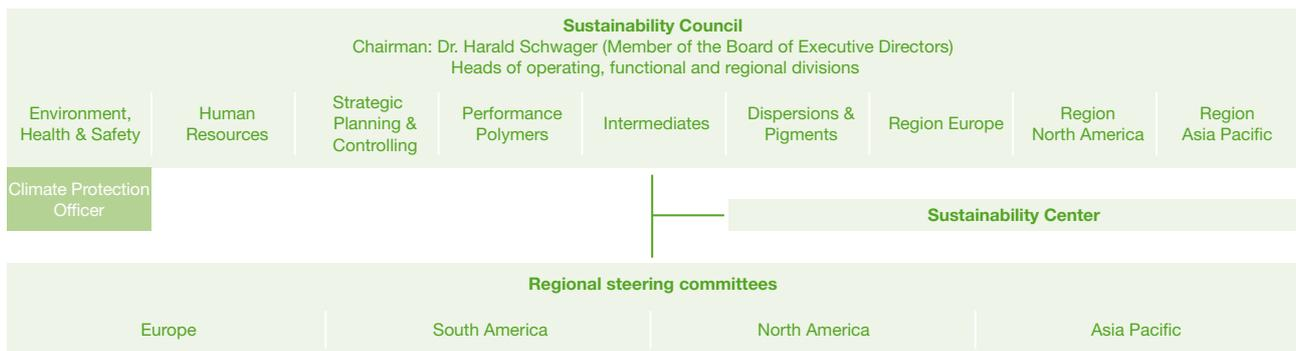 Sustainability Council
Chairman: Dr. Harald Schwager (Member of the Board of Executive Directors)
Heads of operating, functional and regional divisions
Environment,
Health & Safety
Human
Resources
Strategic
Planning &
Controlling
Performance
Polymers
Intermediates
Dispersions &
Pigments
Region Europe
Region
North America
Region
Asia Pacific
Climate Protection
Officer
Sustainability Center
Regional steering committees
Europe
South America
North America
Asia Pacific